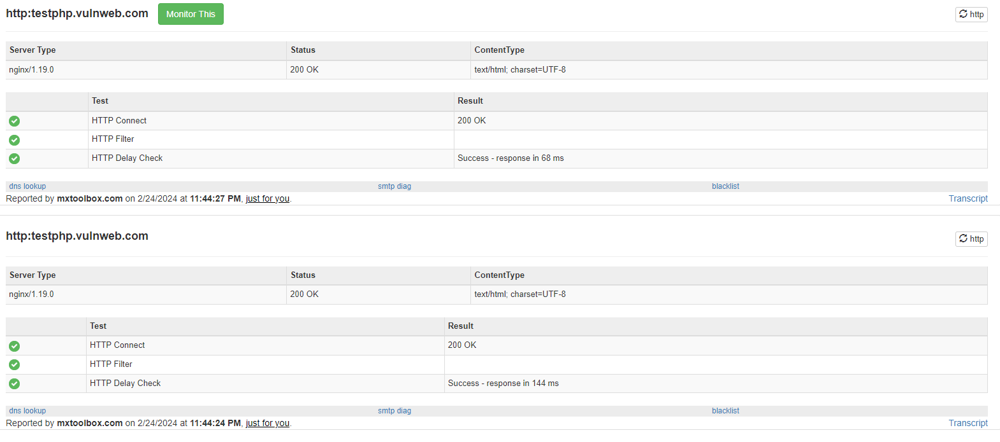 http:testphp.vulnweb.com Monitor This http
Server Type Status ContentType
nginx/1.19.0 200 OK text/html; charset=UTF-8
Test Result
HTTP Connect 200 OK
HTTP Filter
HTTP Delay Check Success - response in 68 ms
dns lookup smtp diag blacklist
Reported by mxtoolbox.com on 2/24/2024 at 11:44:27 PM, just for you. Transcript
http:testphp.vulnweb.com http
Server Type Status ContentType
nginx/1.19.0 200 OK text/html; charset=UTF-8
Test Result
HTTP Connect 200 OK
HTTP Filter
HTTP Delay Check Success - response in 144 ms
dns lookup smtp diag blacklist
Reported by mxtoolbox.com on 2/24/2024 at 11:44:24 PM, just for you. Transcript